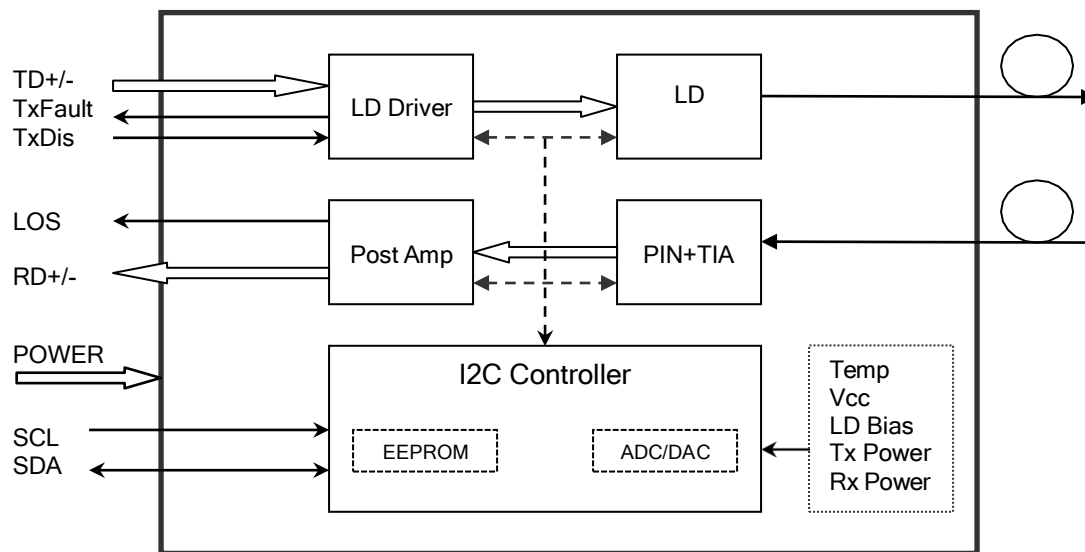 TD+/-
TxFault
TxDis
LD Driver
LD
LOS
RD+/-
Post Amp
PIN+TIA
POWER
I2C Controller
SCL
SDA
EEPROM
ADC/DAC
Temp
Vcc
LD Bias
Tx Power
Rx Power